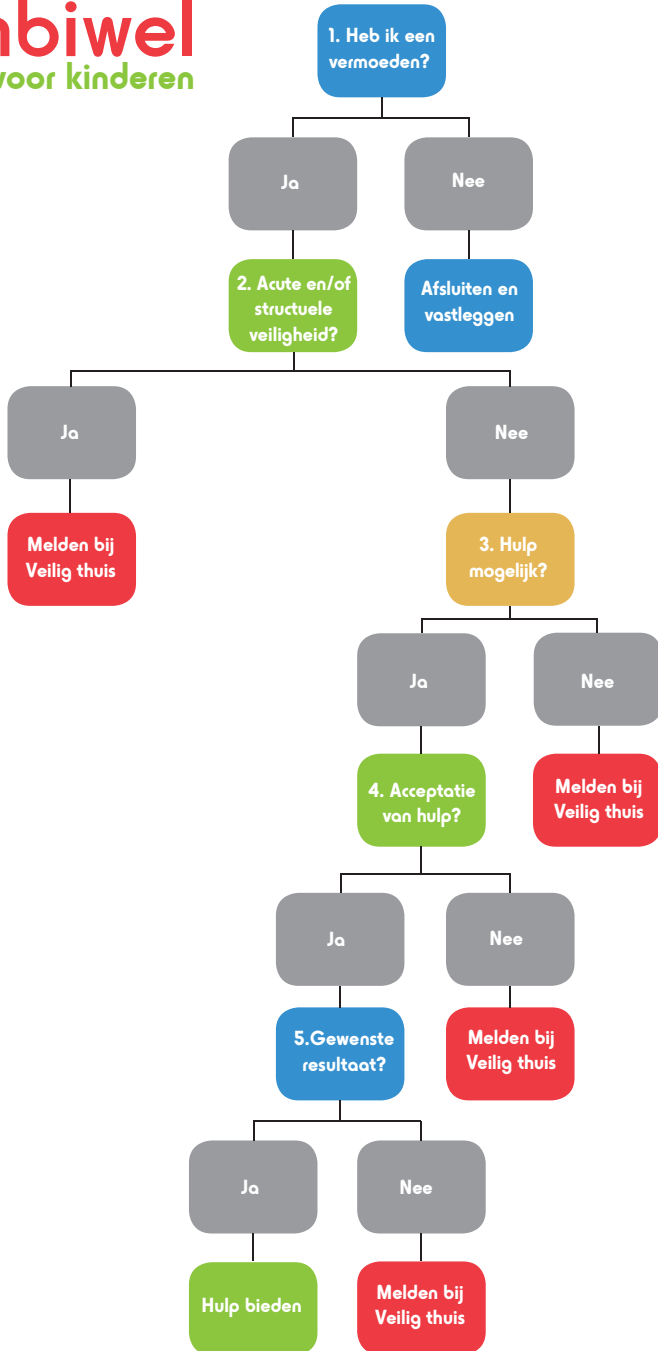 mbiwel
voor kinderen
1. Heb ik een
vermoeden?
Ja
Nee
2. Acute en/of
structuele
veiligheid?
Afsluiten en
vastleggen
Ja
Nee
Melden bij
Veilig thuis
3. Hulp
mogelijk?
Ja
Nee
4. Acceptatie
van hulp?
Melden bij
Veilig thuis
Ja
Nee
5.Gewenste
resultaat?
Melden bij
Veilig thuis
Ja
Nee
Hulp bieden
Melden bij
Veilig thuis